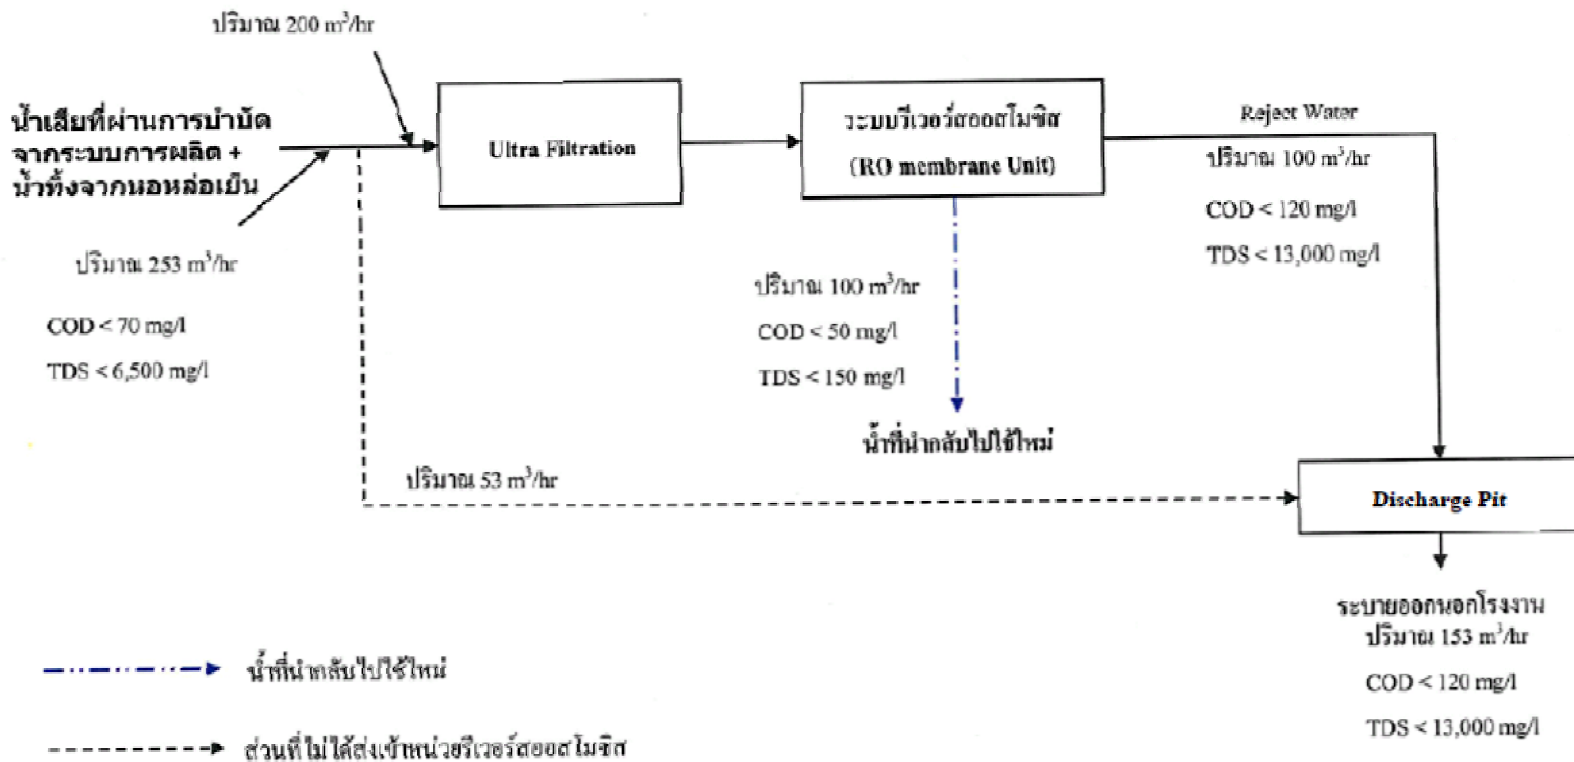 ปริมาณ 200 m³/hr
น้ำเสียที่ผ่านการบำบัด
จากระบบการผลิต +
น้ำทิ้งจากหอหล่อเย็น
ปริมาณ 253 m³/hr
COD < 70 mg/l
TDS < 6,500 mg/l
Ultra Filtration
ระบบรีเวอร์สออสโมซิส
(RO membrane Unit)
Reject Water
ปริมาณ 100 m³/hr
COD < 120 mg/l
TDS < 13,000 mg/l
ปริมาณ 100 m³/hr
COD < 50 mg/l
TDS < 150 mg/l
น้ำที่นำกลับไปใช้ใหม่
ปริมาณ 53 m³/hr
Discharge Pit
ระบายออกนอกโรงงาน
ปริมาณ 153 m³/hr
COD < 120 mg/l
TDS < 13,000 mg/l
น้ำที่นำกลับไปใช้ใหม่
ส่วนที่ไม่ได้ส่งเข้าหน่วยรีเวอร์สออสโมซิส